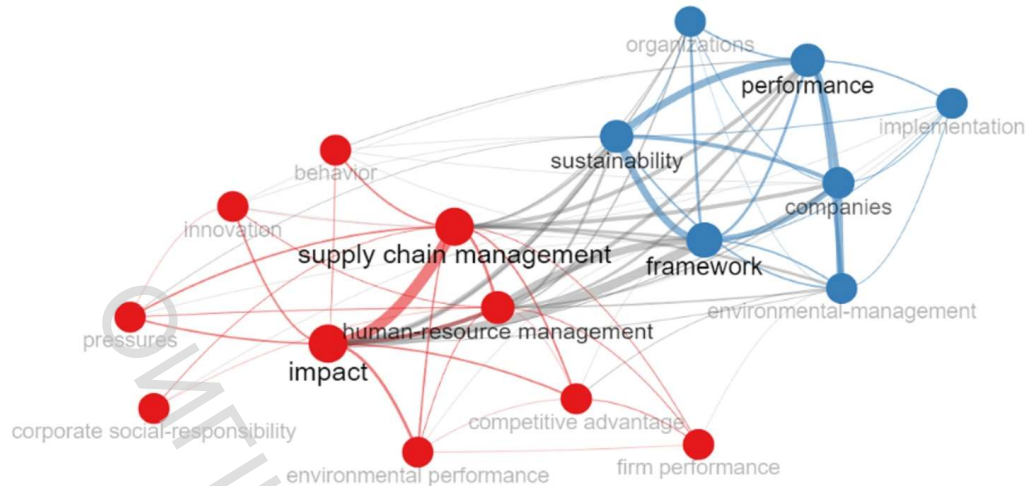 organizations
performance
implementation
sustainability
behavior
companies
innovation
supply chain management
framework
environmental-management
human-resource management
pressures
impact
competitive advantage
corporate social-responsibility
firm performance
environmental performance